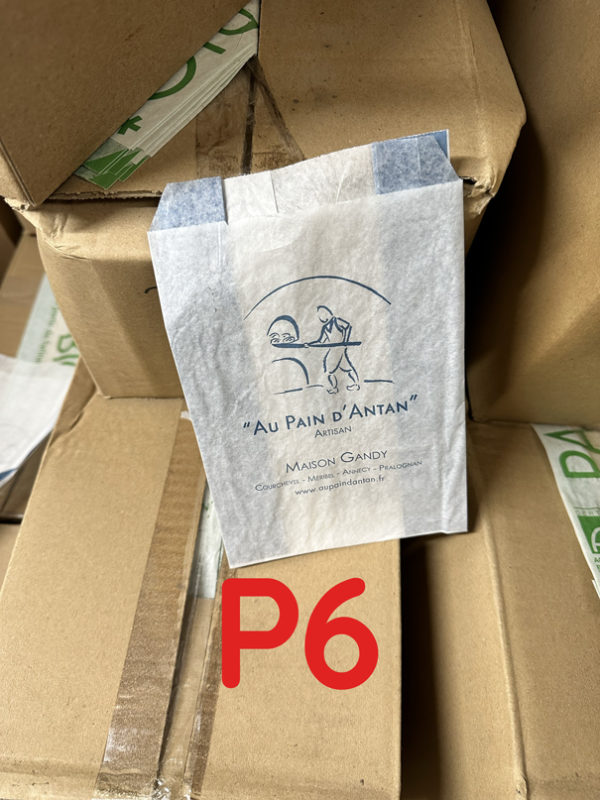 "AU PAIN D'ANTAN"
ARTISAN
MAISON GANDY
COURCHEVEL - MERIBEL - ANNECY - PRALOGNAN
www.aupaindantan.fr
P6